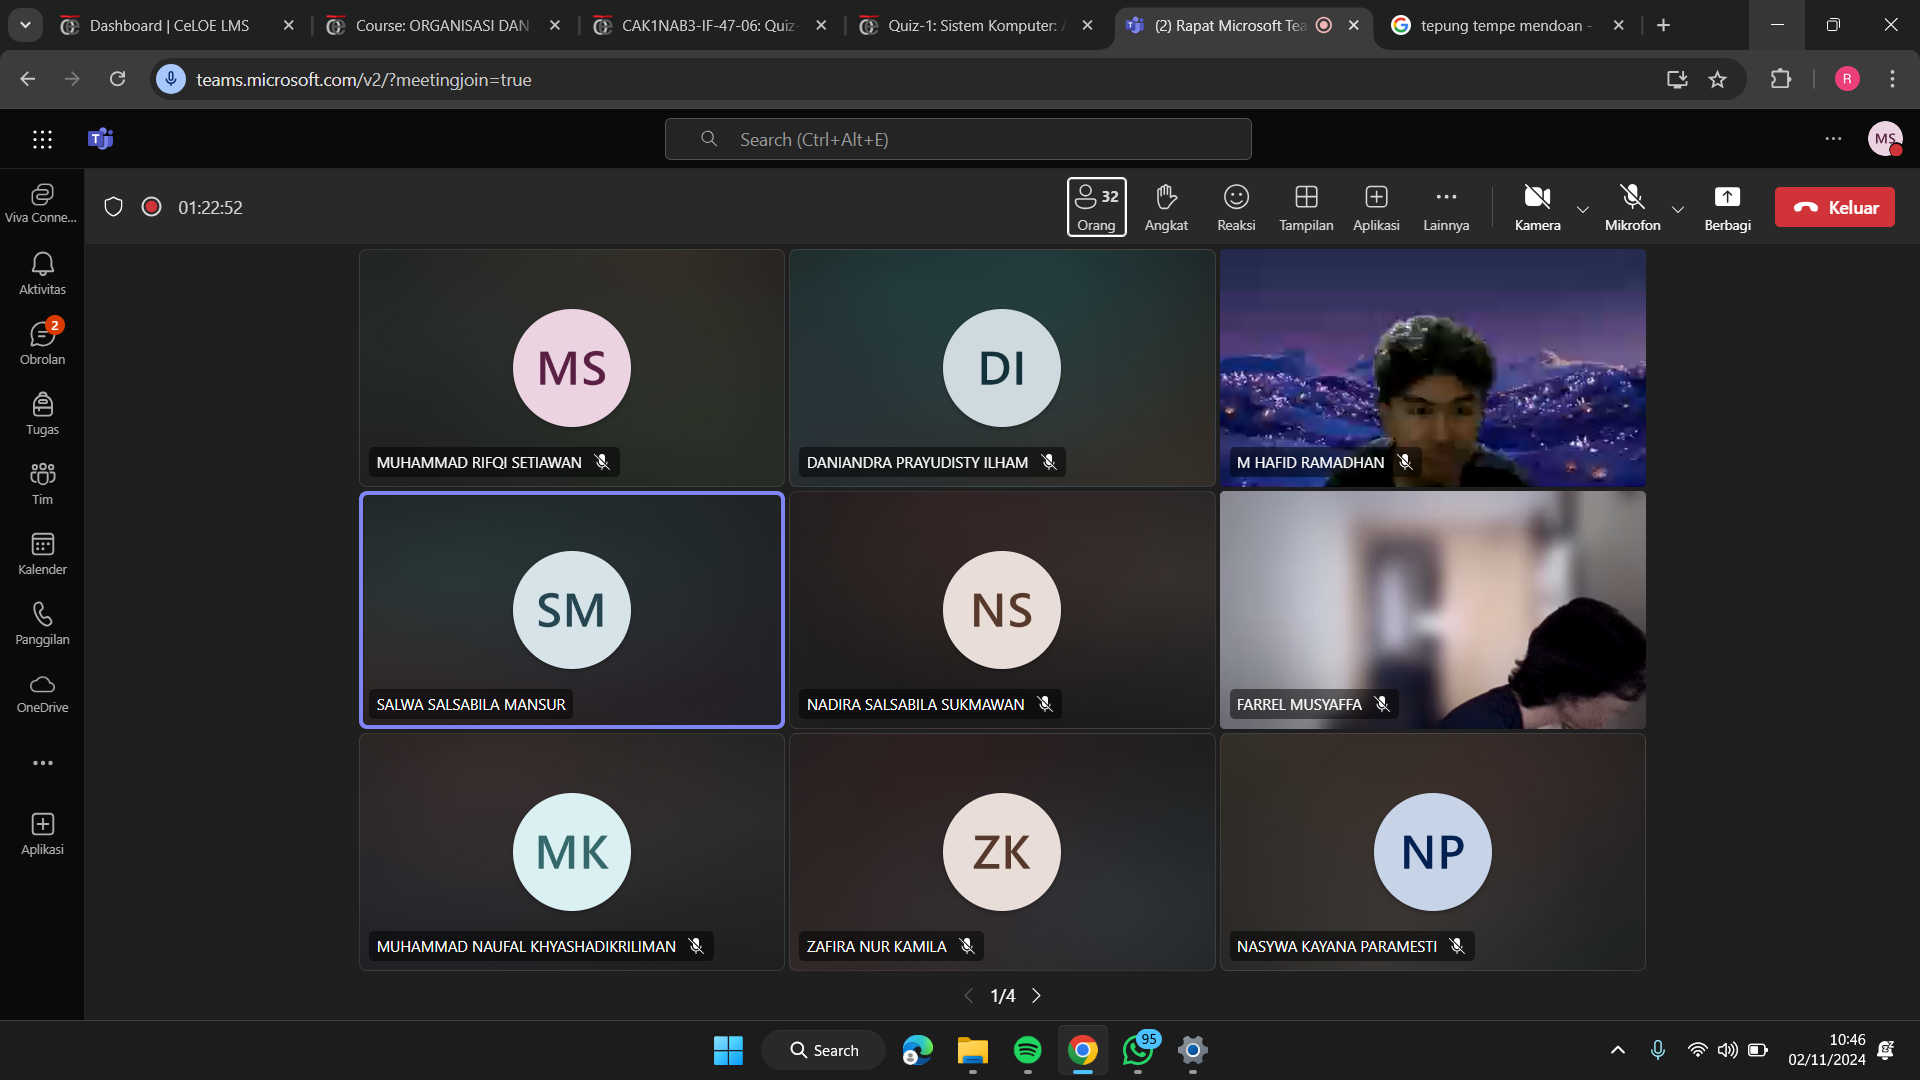 Dashboard | CeLOE LMS
Course: ORGANISASI DAN
CAK1NAB3-IF-47-06: Quiz-
Quiz-1: Sistem Komputer: A
(2) Rapat Microsoft Tea
tepung tempe mendoan -
teams.microsoft.com/v2/?meetingjoin=true
R
T
Search (Ctrl+Alt+E)
MS
01:22:52
32
Orang
Angkat
Reaksi
Tampilan
Aplikasi
Lainnya
Kamera
Mikrofon
Berbagi
Keluar
Viva Conne...
Aktivitas
2
Obrolan
Tugas
Tim
Kalender
Panggilan
OneDrive
Aplikasi
MS
MUHAMMAD RIFQI SETIAWAN
DI
DANIANDRA PRAYUDISTY ILHAM
M HAFID RAMADHAN
SM
SALWA SALSABILA MANSUR
NS
NADIRA SALSABILA SUKMAWAN
FARREL MUSYAFFA
MK
MUHAMMAD NAUFAL KHYASHADIKRILIMAN
ZK
ZAFIRA NUR KAMILA
NP
NASYWA KAYANA PARAMESTI
1/4
Search
95
10:46
02/11/2024